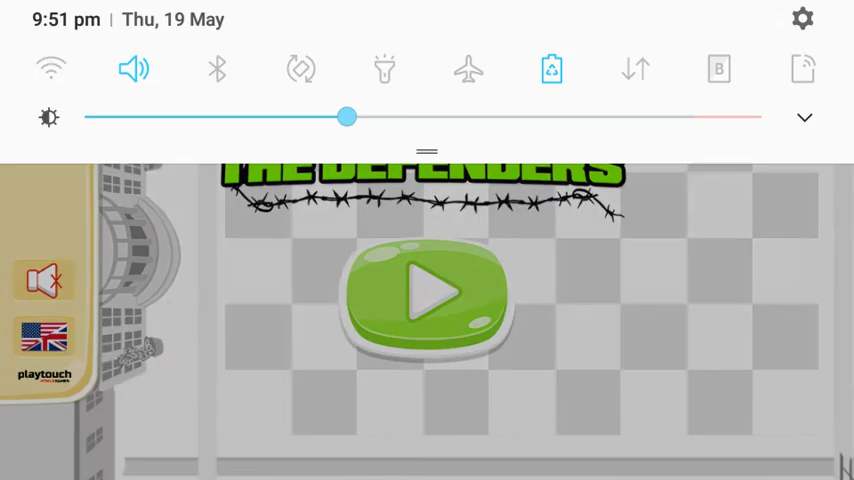 9:51 pm | Thu, 19 May
B
THE DEFENDERS
playtouch